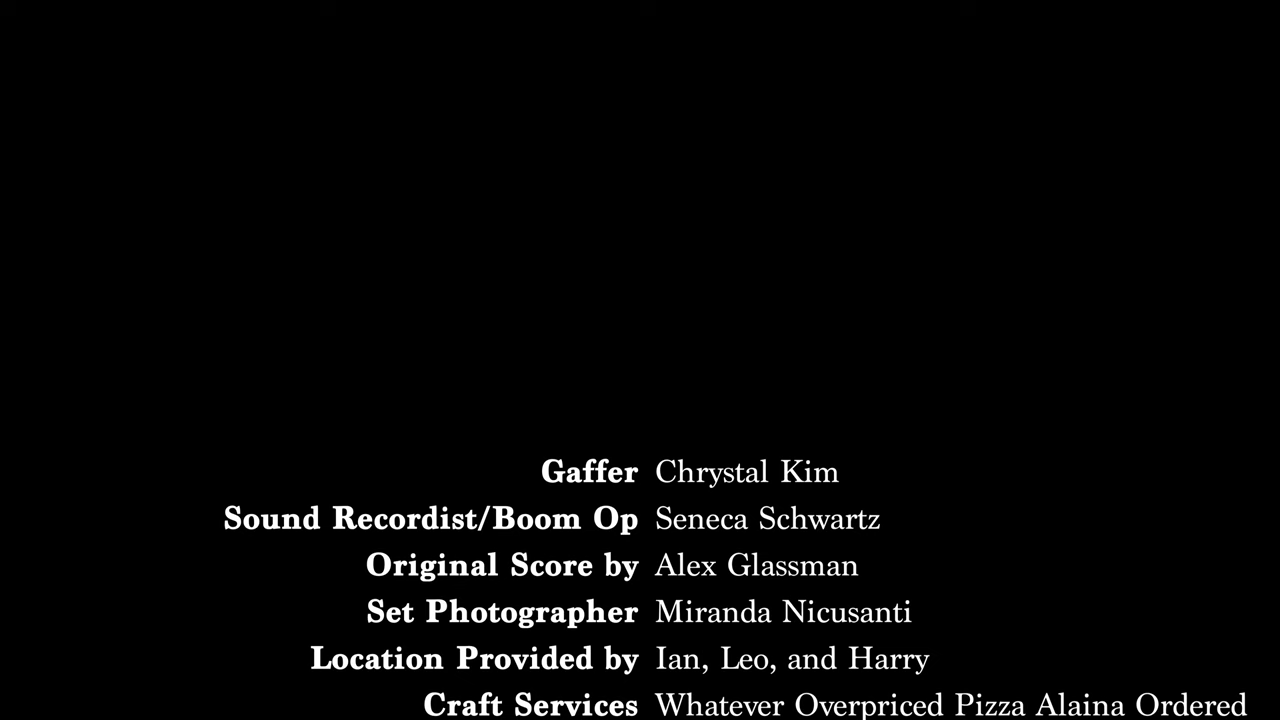 Gaffer Chrystal Kim
Sound Recordist/Boom Op Seneca Schwartz
Original Score by Alex Glassman
Set Photographer Miranda Nicusanti
Location Provided by Ian, Leo, and Harry
Craft Services Whatever Overpriced Pizza Alaina Ordered